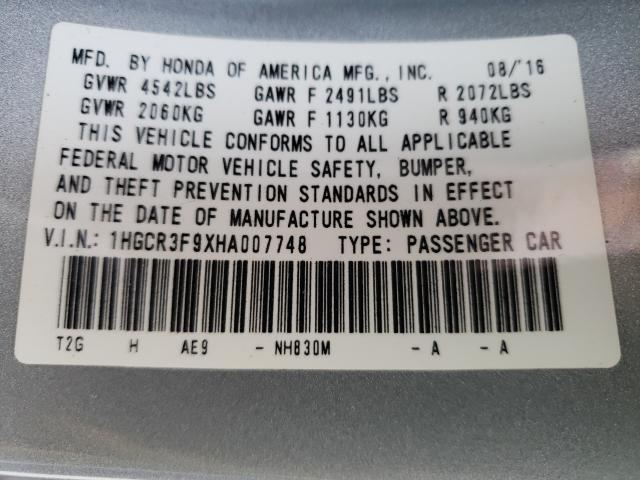 MFD. BY HONDA OF AMERICA MFG., INC. 08/'16
GVWR 4542LBS GAWR F 2491LBS R 2072LBS
GVWR 2060KG GAWR F 1130KG R 940KG
THIS VEHICLE CONFORMS TO ALL APPLICABLE
FEDERAL MOTOR VEHICLE SAFETY, BUMPER,
AND THEFT PREVENTION STANDARDS IN EFFECT
ON THE DATE OF MANUFACTURE SHOWN ABOVE.
V.I.N.: 1HGCR3F9XHA007748 TYPE: PASSENGER CAR
T2G H AE9 - NH830M - A - A